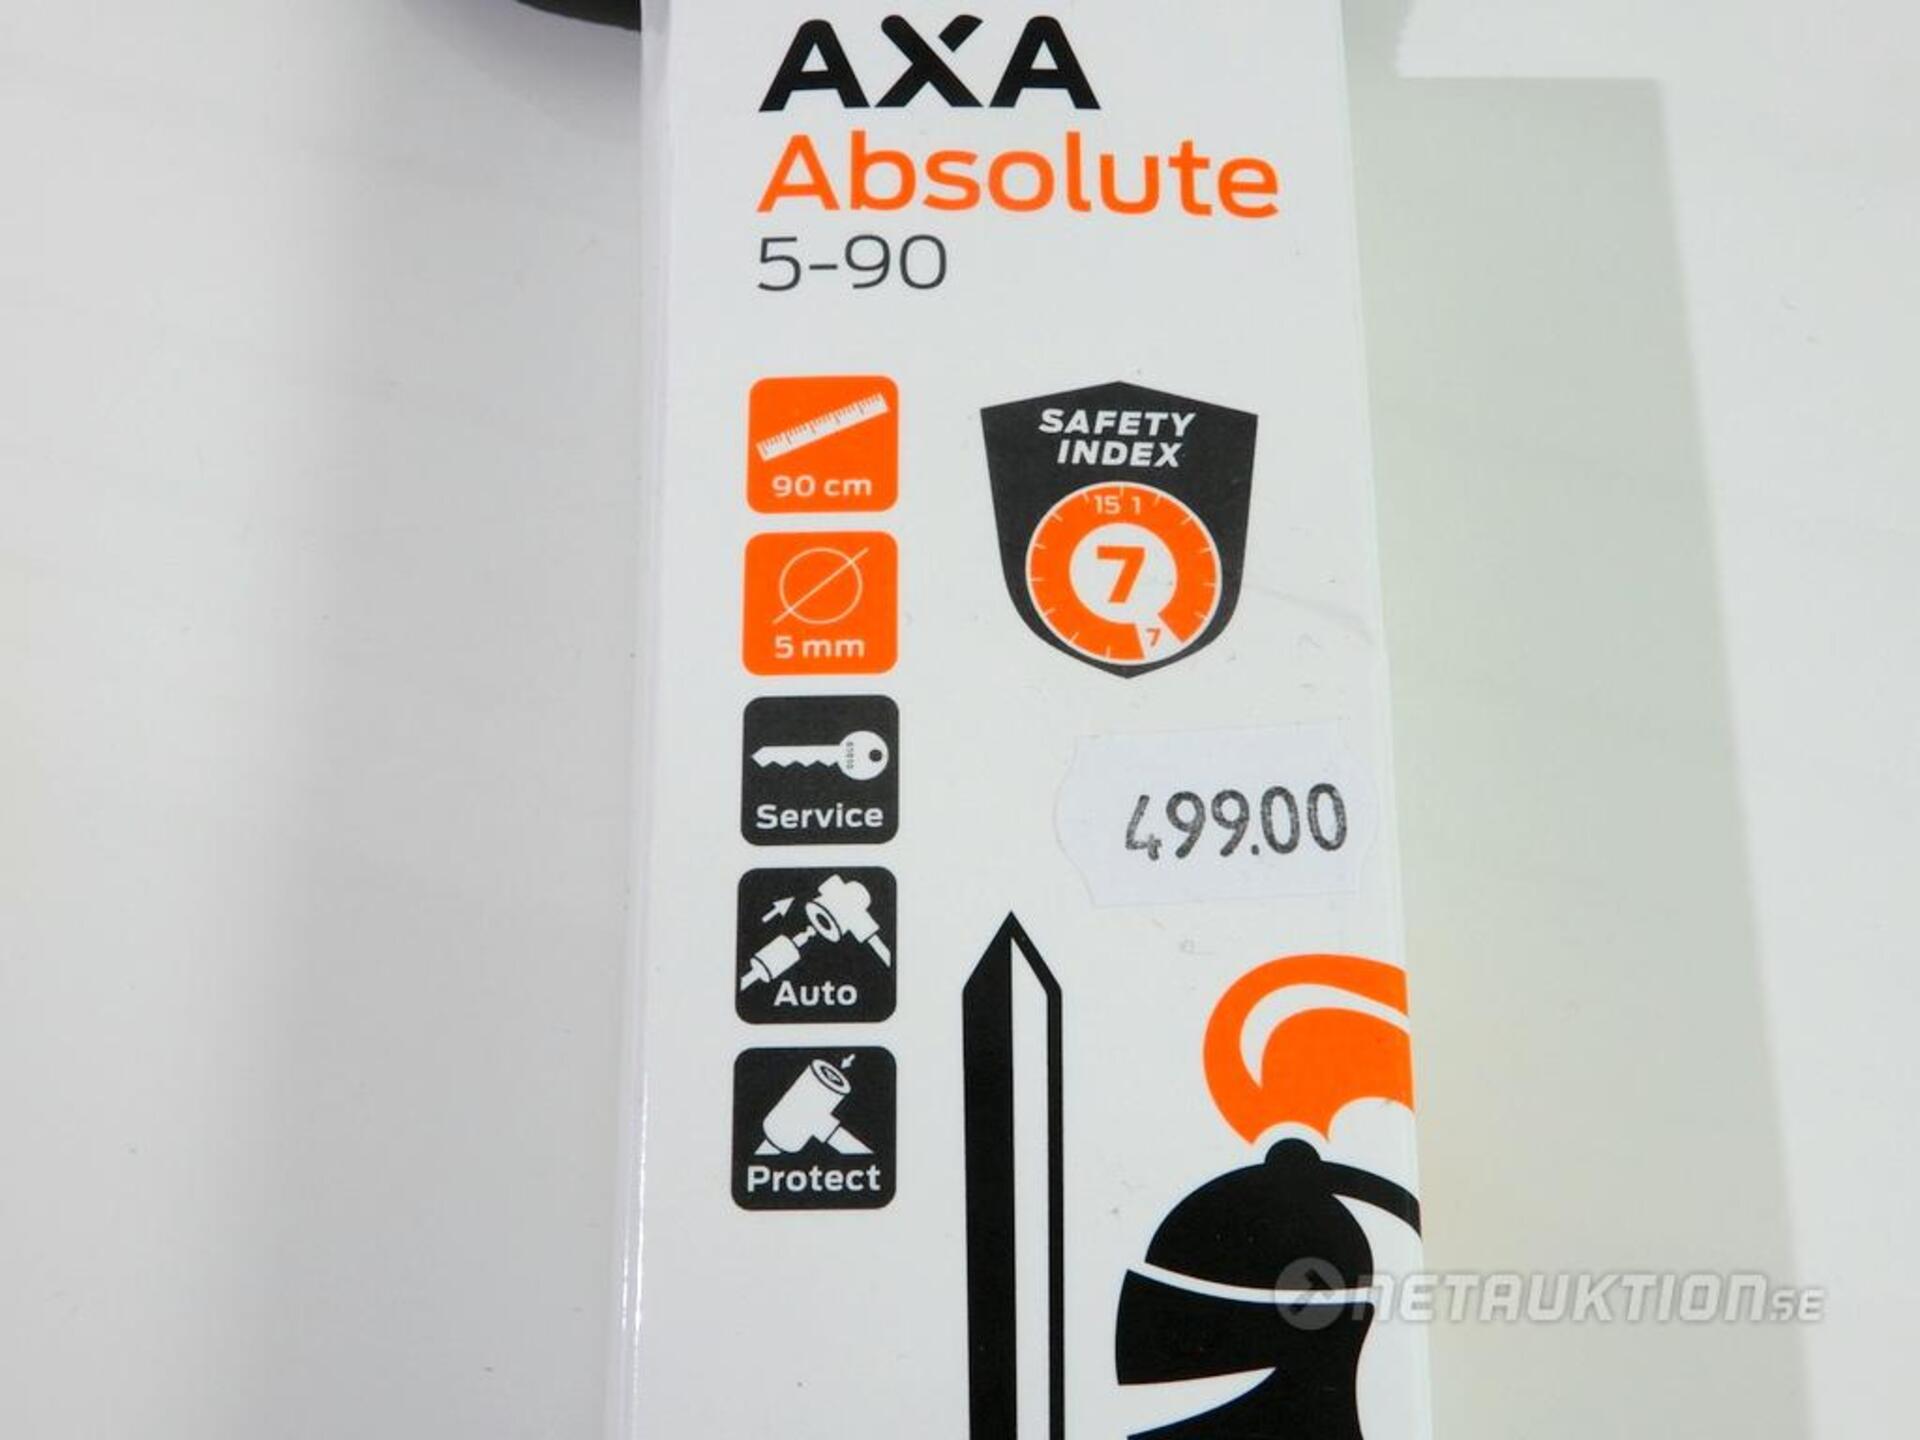 AXA
Absolute
5-90
90 cm
5 mm
Service
Auto
Protect
SAFETY
INDEX
15 1
7
7
499.00
NETAUKTION.SE